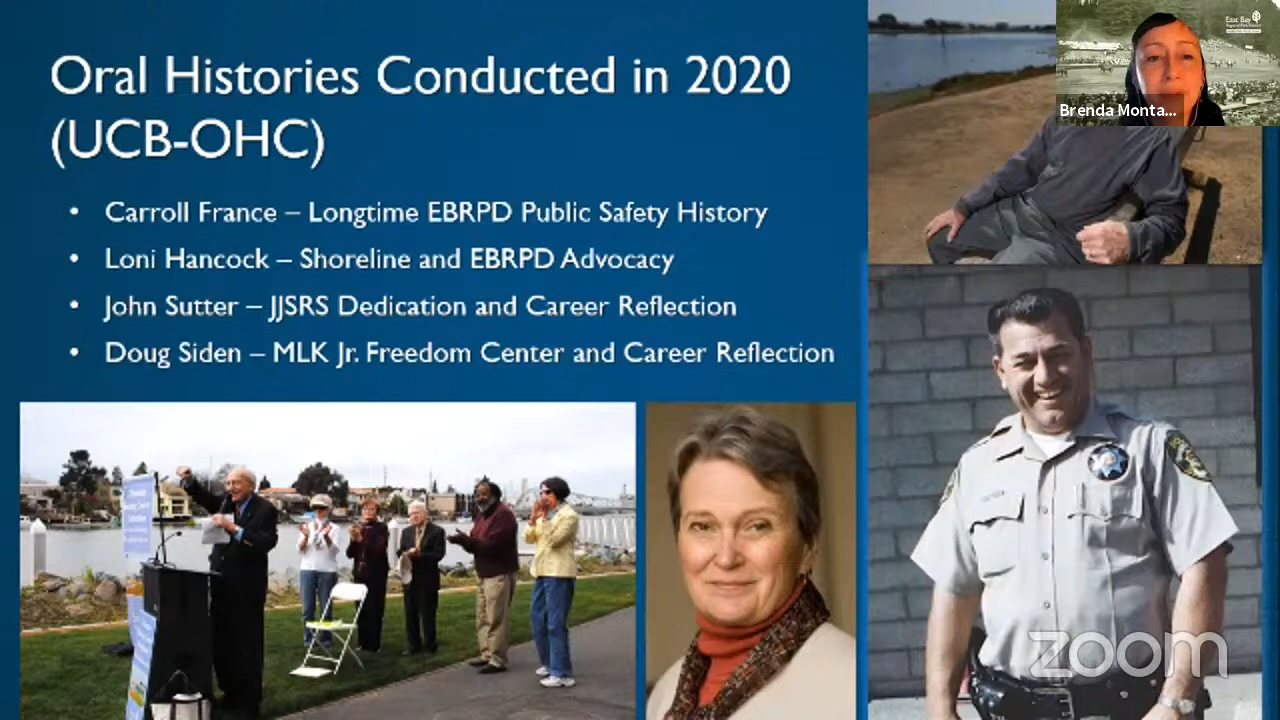 Oral Histories Conducted in 2020
(UCB-OHC)
• Carroll France – Longtime EBRPD Public Safety History
• Loni Hancock – Shoreline and EBRPD Advocacy
• John Sutter – JJSRS Dedication and Career Reflection
• Doug Siden – MLK Jr. Freedom Center and Career Reflection
East Bay
Brenda Monta...
zoom